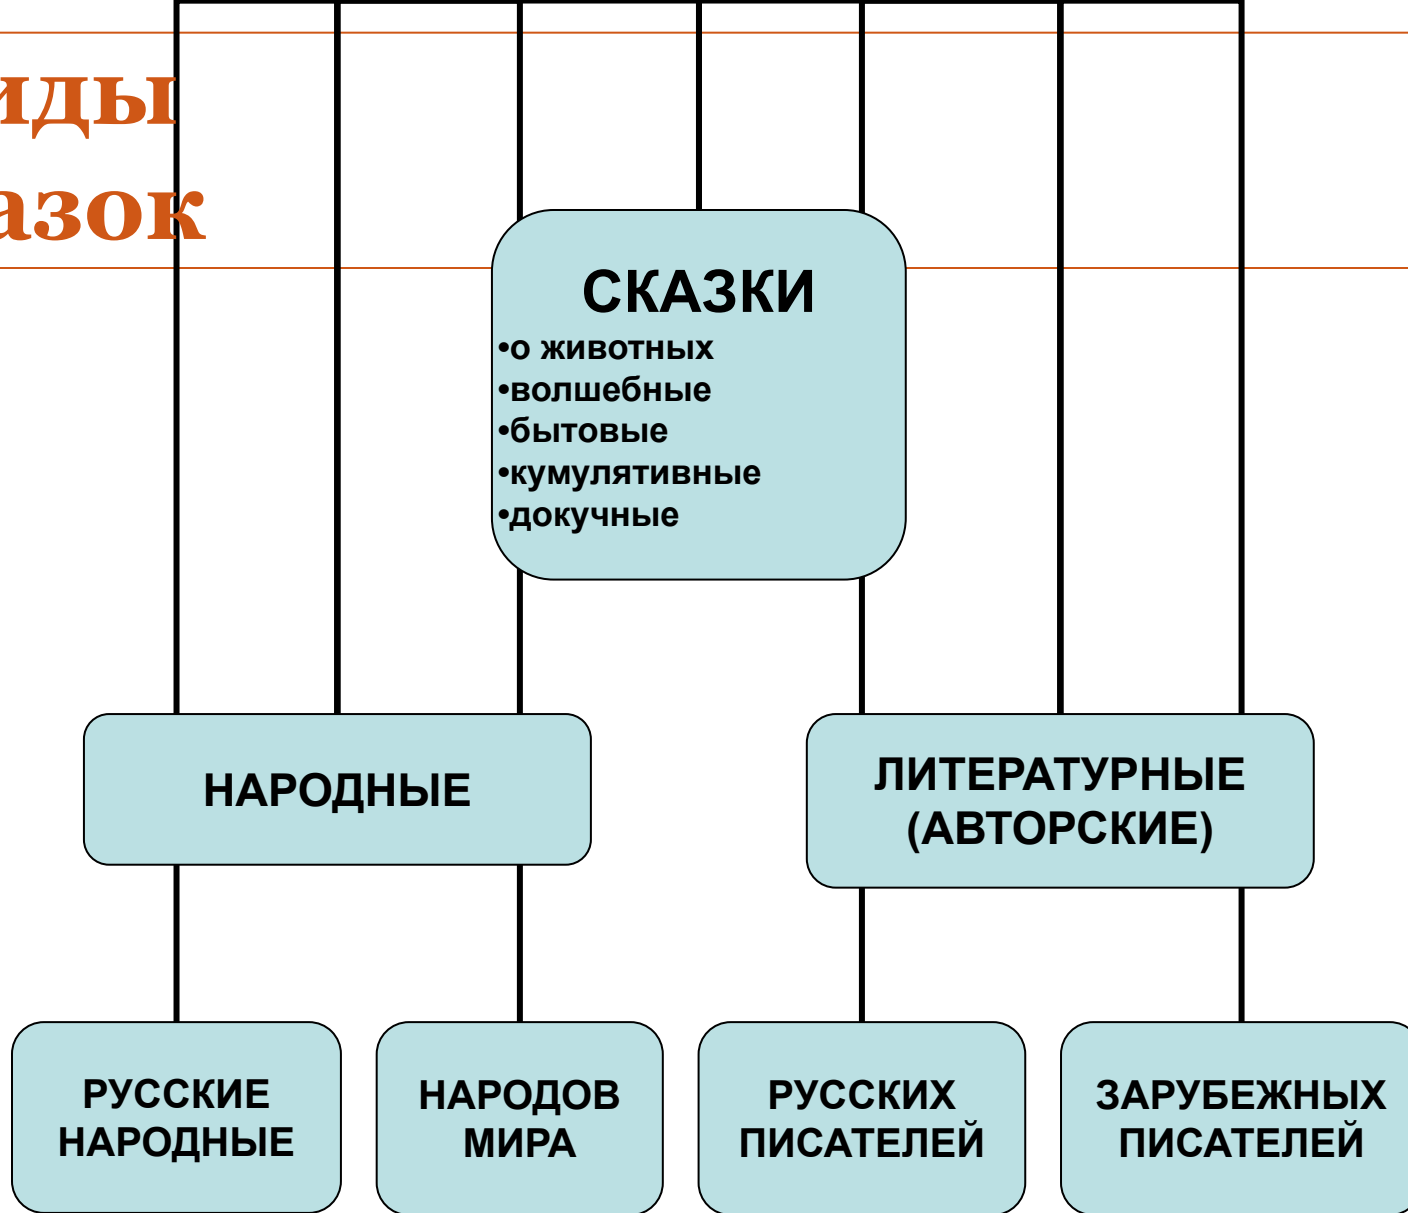 иды
азок
СКАЗКИ
•о животных
•волшебные
•бытовые
•кумулятивные
•докучные
НАРОДНЫЕ
ЛИТЕРАТУРНЫЕ
(АВТОРСКИЕ)
РУССКИЕ
НАРОДНЫЕ
НАРОДОВ
МИРА
РУССКИХ
ПИСАТЕЛЕЙ
ЗАРУБЕЖНЫХ
ПИСАТЕЛЕЙ